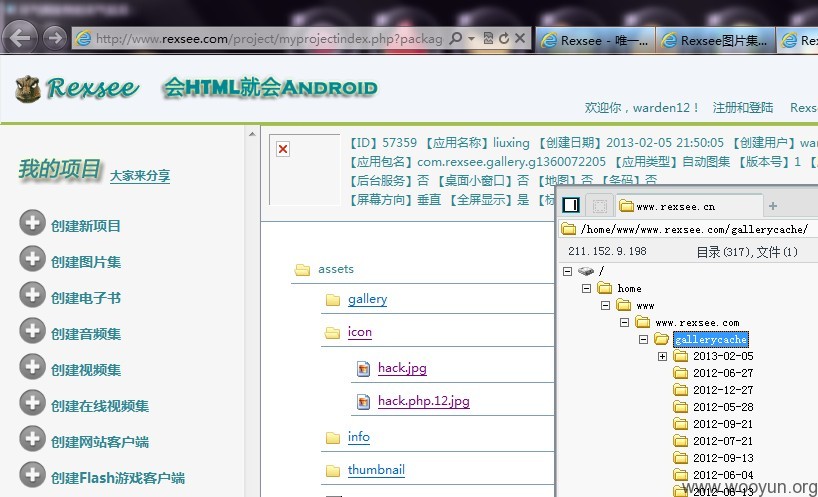 http://www.rexsee.com/project/myprojectindex.php?packag
Rexsee - 唯一...
Rexsee图片集...
Rexsee
Rexsee 会HTML就会ANDROID
欢迎你，warden12！ 注册和登陆 Rexs
我的项目 大家来分享
创建新项目
创建图片集
创建电子书
创建音频集
创建视频集
创建在线视频集
创建网站客户端
创建Flash游戏客户端
【ID】57359 【应用名称】liuxing 【创建日期】2013-02-05 21:50:05 【创建用户】wa
【应用包名】com.rexsee.gallery.g1360072205 【应用类型】自动图集 【版本号】1 【
【后台服务】否 【桌面小窗口】否 【地图】否 【条码】否
【屏幕方向】垂直 【全屏显示】是 【标
assets
gallery
icon
hack.jpg
hack.php.12.jpg
info
thumbnail
www.rexsee.cn
/home/www/www.rexsee.com/gallerycache/
211.152.9.198 目录(317),文件(1)
/
home
www
www.rexsee.com
gallerycache
2013-02-05
2012-06-27
2012-12-27
2012-05-28
2012-09-21
2012-07-21
2012-09-13
2012-06-04
2012-06-13
www.wooyun.org